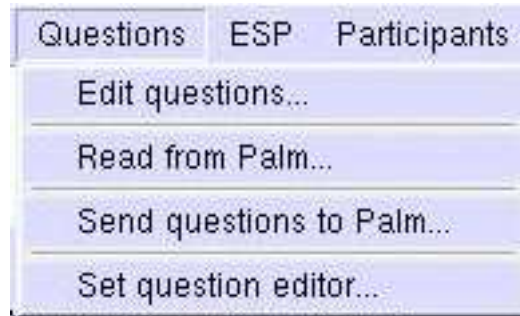 Questions ESP Participants
Edit questions...
Read from Palm...
Send questions to Palm...
Set question editor...